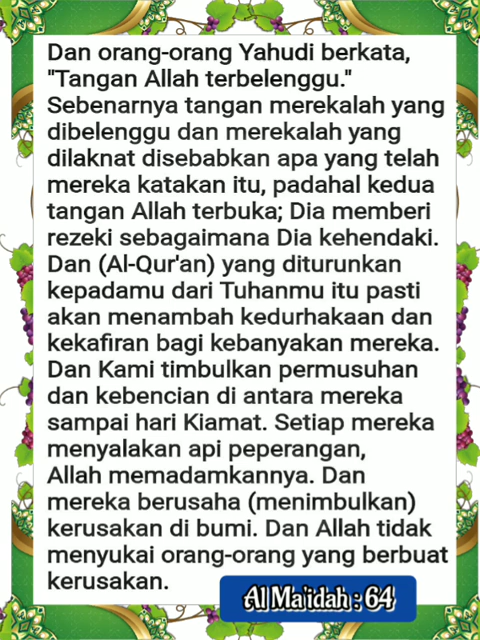 Dan orang-orang Yahudi berkata,
"Tangan Allah terbelenggu."
Sebenarnya tangan merekalah yang
dibelenggu dan merekalah yang
dilaknat disebabkan apa yang telah
mereka katakan itu, padahal kedua
tangan Allah terbuka; Dia memberi
rezeki sebagaimana Dia kehendaki.
Dan (Al-Qur'an) yang diturunkan
kepadamu dari Tuhanmu itu pasti
akan menambah kedurhakaan dan
kekafiran bagi kebanyakan mereka.
Dan Kami timbulkan permusuhan
dan kebencian di antara mereka
sampai hari Kiamat. Setiap mereka
menyalakan api peperangan,
Allah memadamkannya. Dan
mereka berusaha (menimbulkan)
kerusakan di bumi. Dan Allah tidak
menyukai orang-orang yang berbuat
kerusakan.
Al Ma'idah : 64